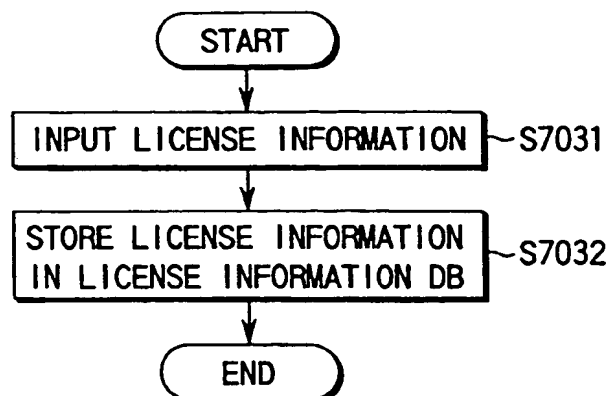 START
INPUT LICENSE INFORMATION
S7031
STORE LICENSE INFORMATION
IN LICENSE INFORMATION DB
S7032
END